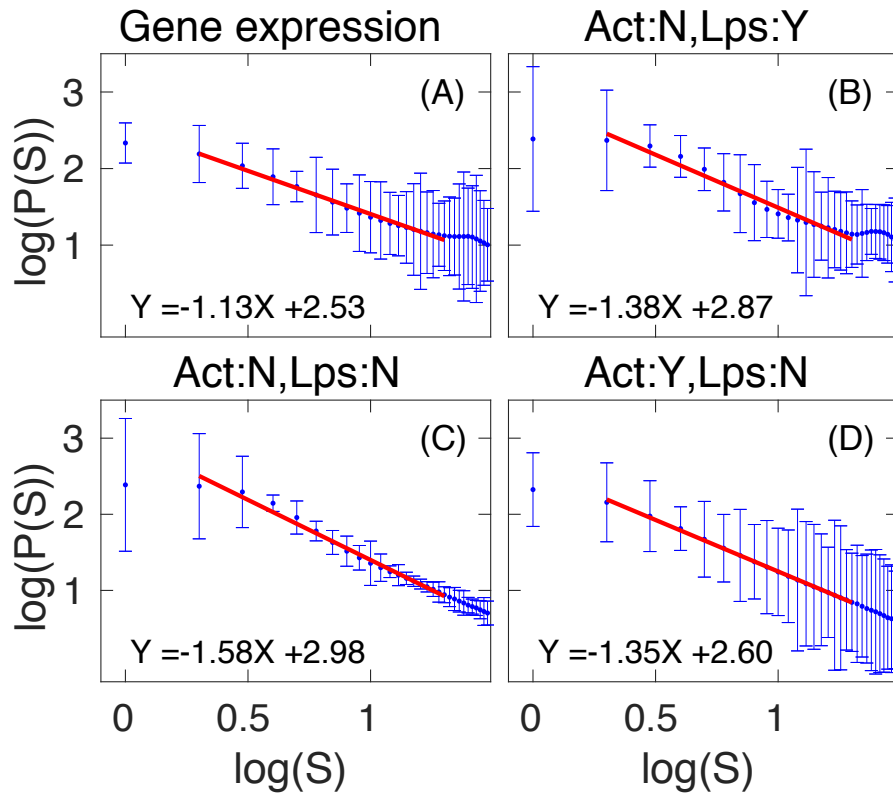 Gene expression
Act:N,Lps:Y
log(P(S))
3
2
1
(A)
Y =-1.13X +2.53
(B)
Y =-1.38X +2.87
Act:N,Lps:N
Act:Y,Lps:N
log(P(S))
3
2
1
(C)
Y =-1.58X +2.98
(D)
Y =-1.35X +2.60
0 0.5 1
0 0.5 1
log(S)
log(S)